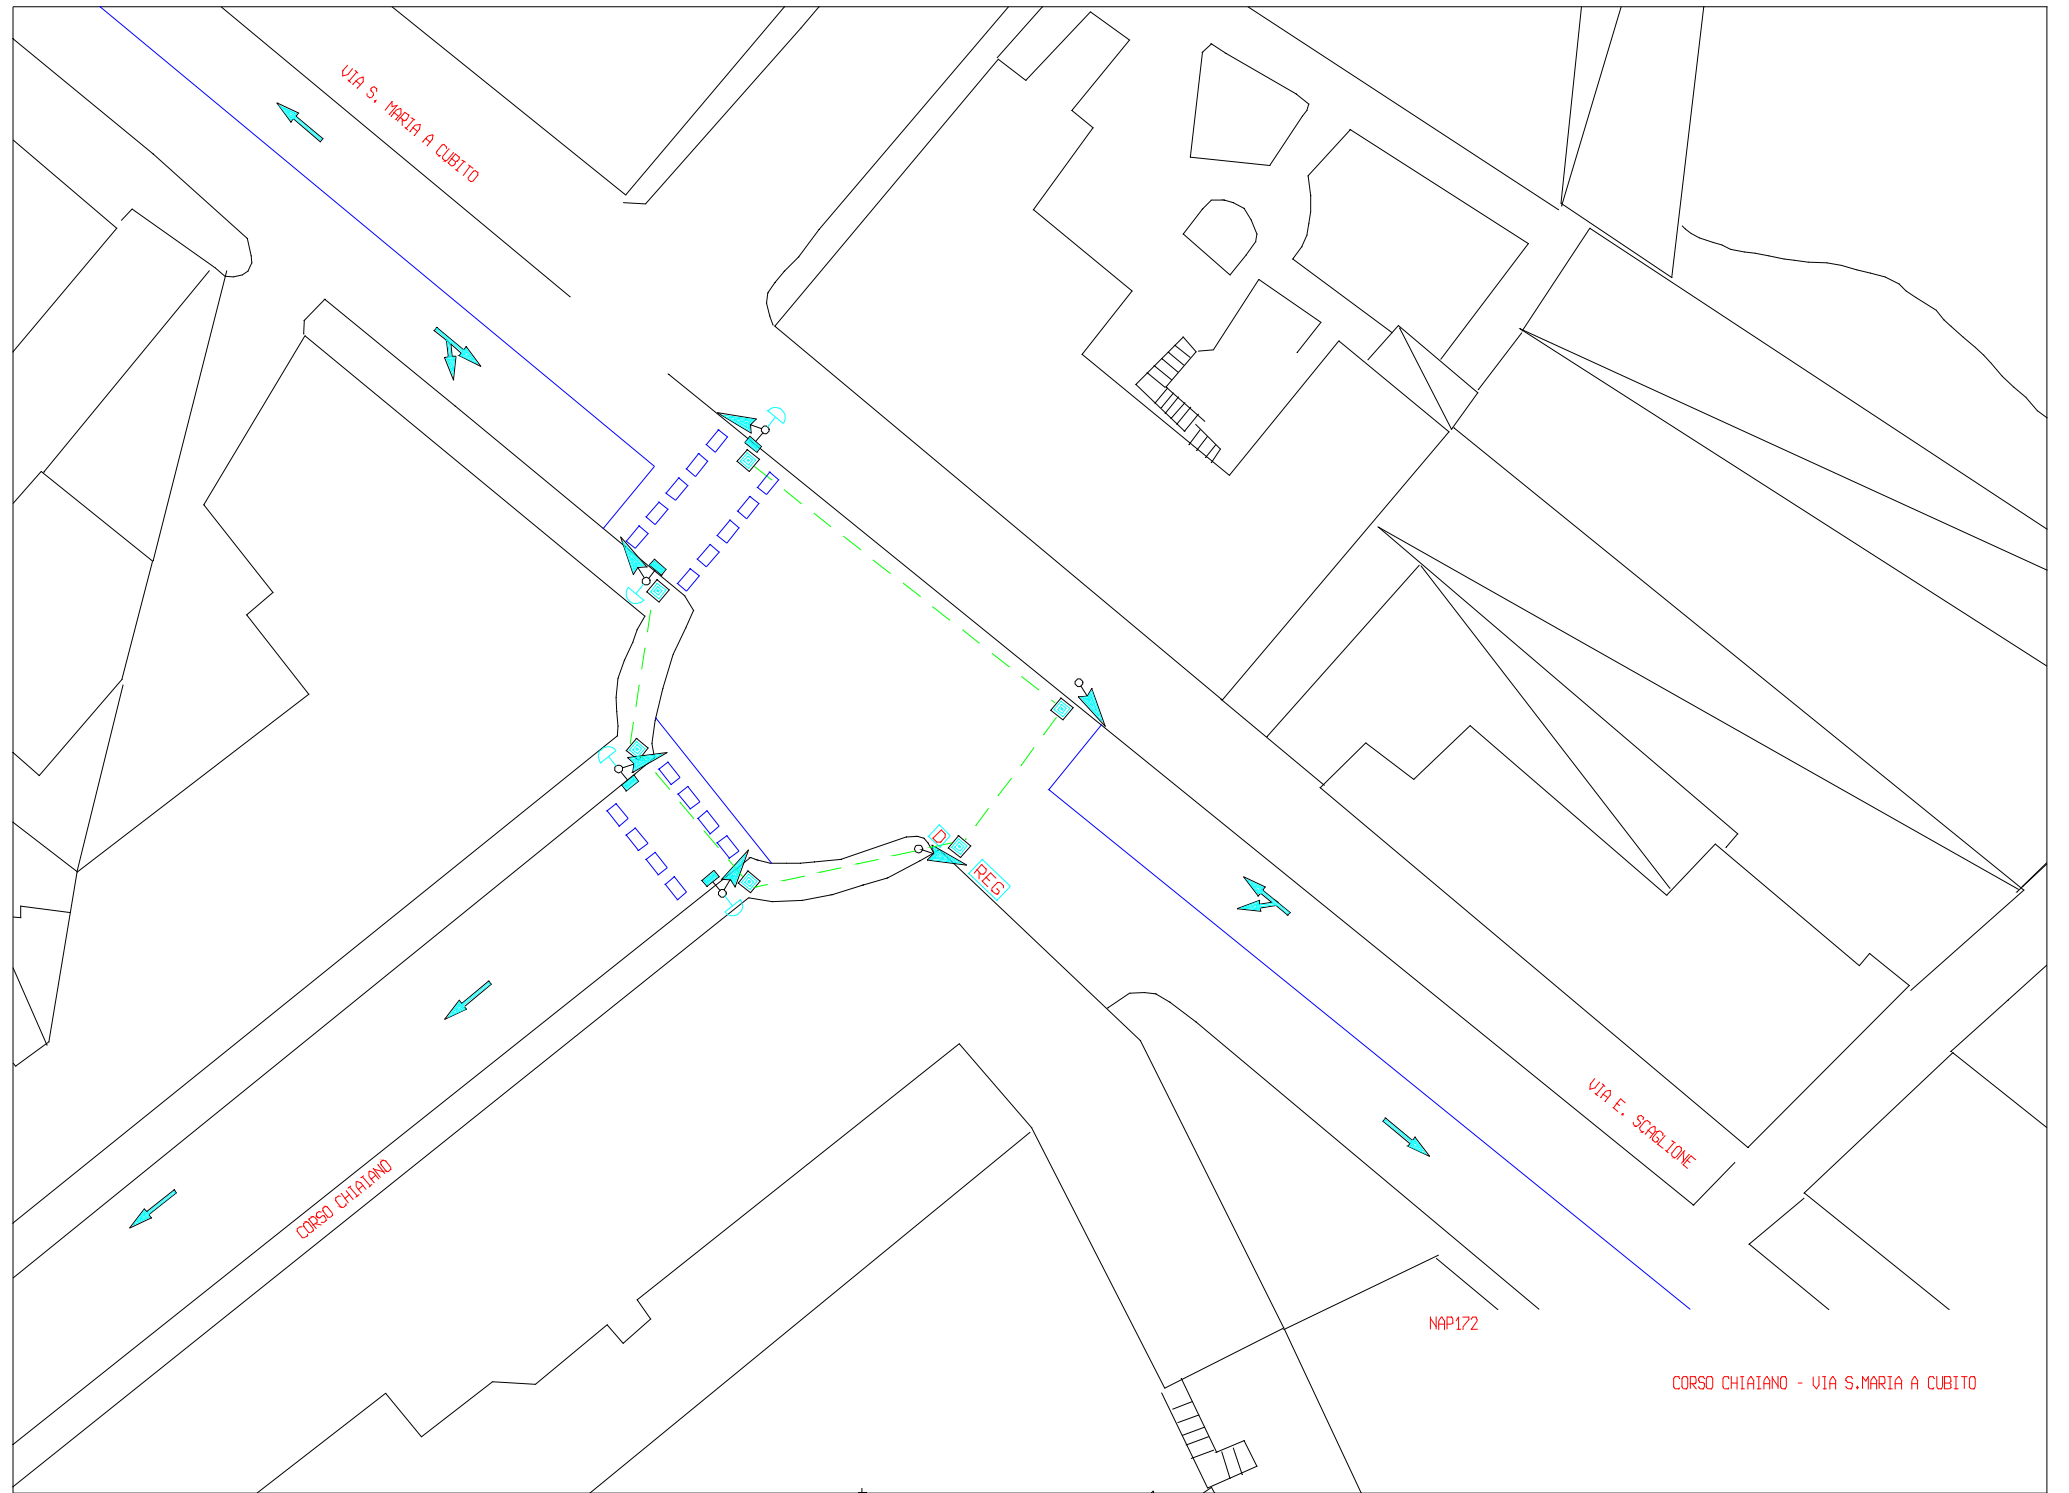 VIA S. MARIA A CUBITO
D
REG
VIA E. SCAGLIONE
CORSO CHIAIANO
NAP172
CORSO CHIAIANO - VIA S.MARIA A CUBITO